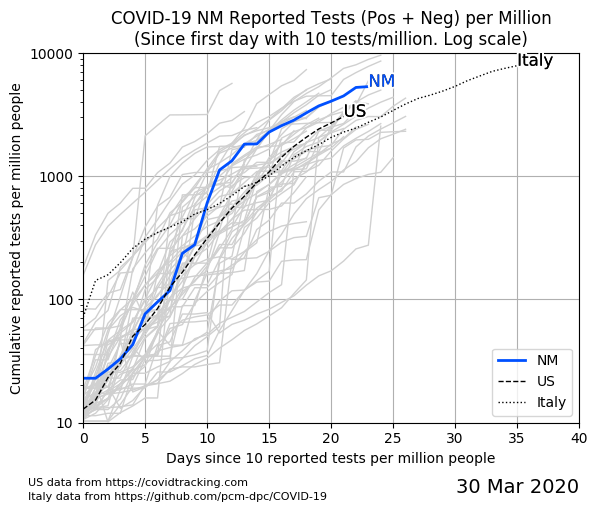 COVID-19 NM Reported Tests (Pos + Neg) per Million
(Since first day with 10 tests/million. Log scale)
Cumulative reported tests per million people
10000
1000
100
10
Italy
NM
US
NM
US
Italy
0 5 10 15 20 25 30 35 40
Days since 10 reported tests per million people
US data from https://covidtracking.com
Italy data from https://github.com/pcm-dpc/COVID-19
30 Mar 2020